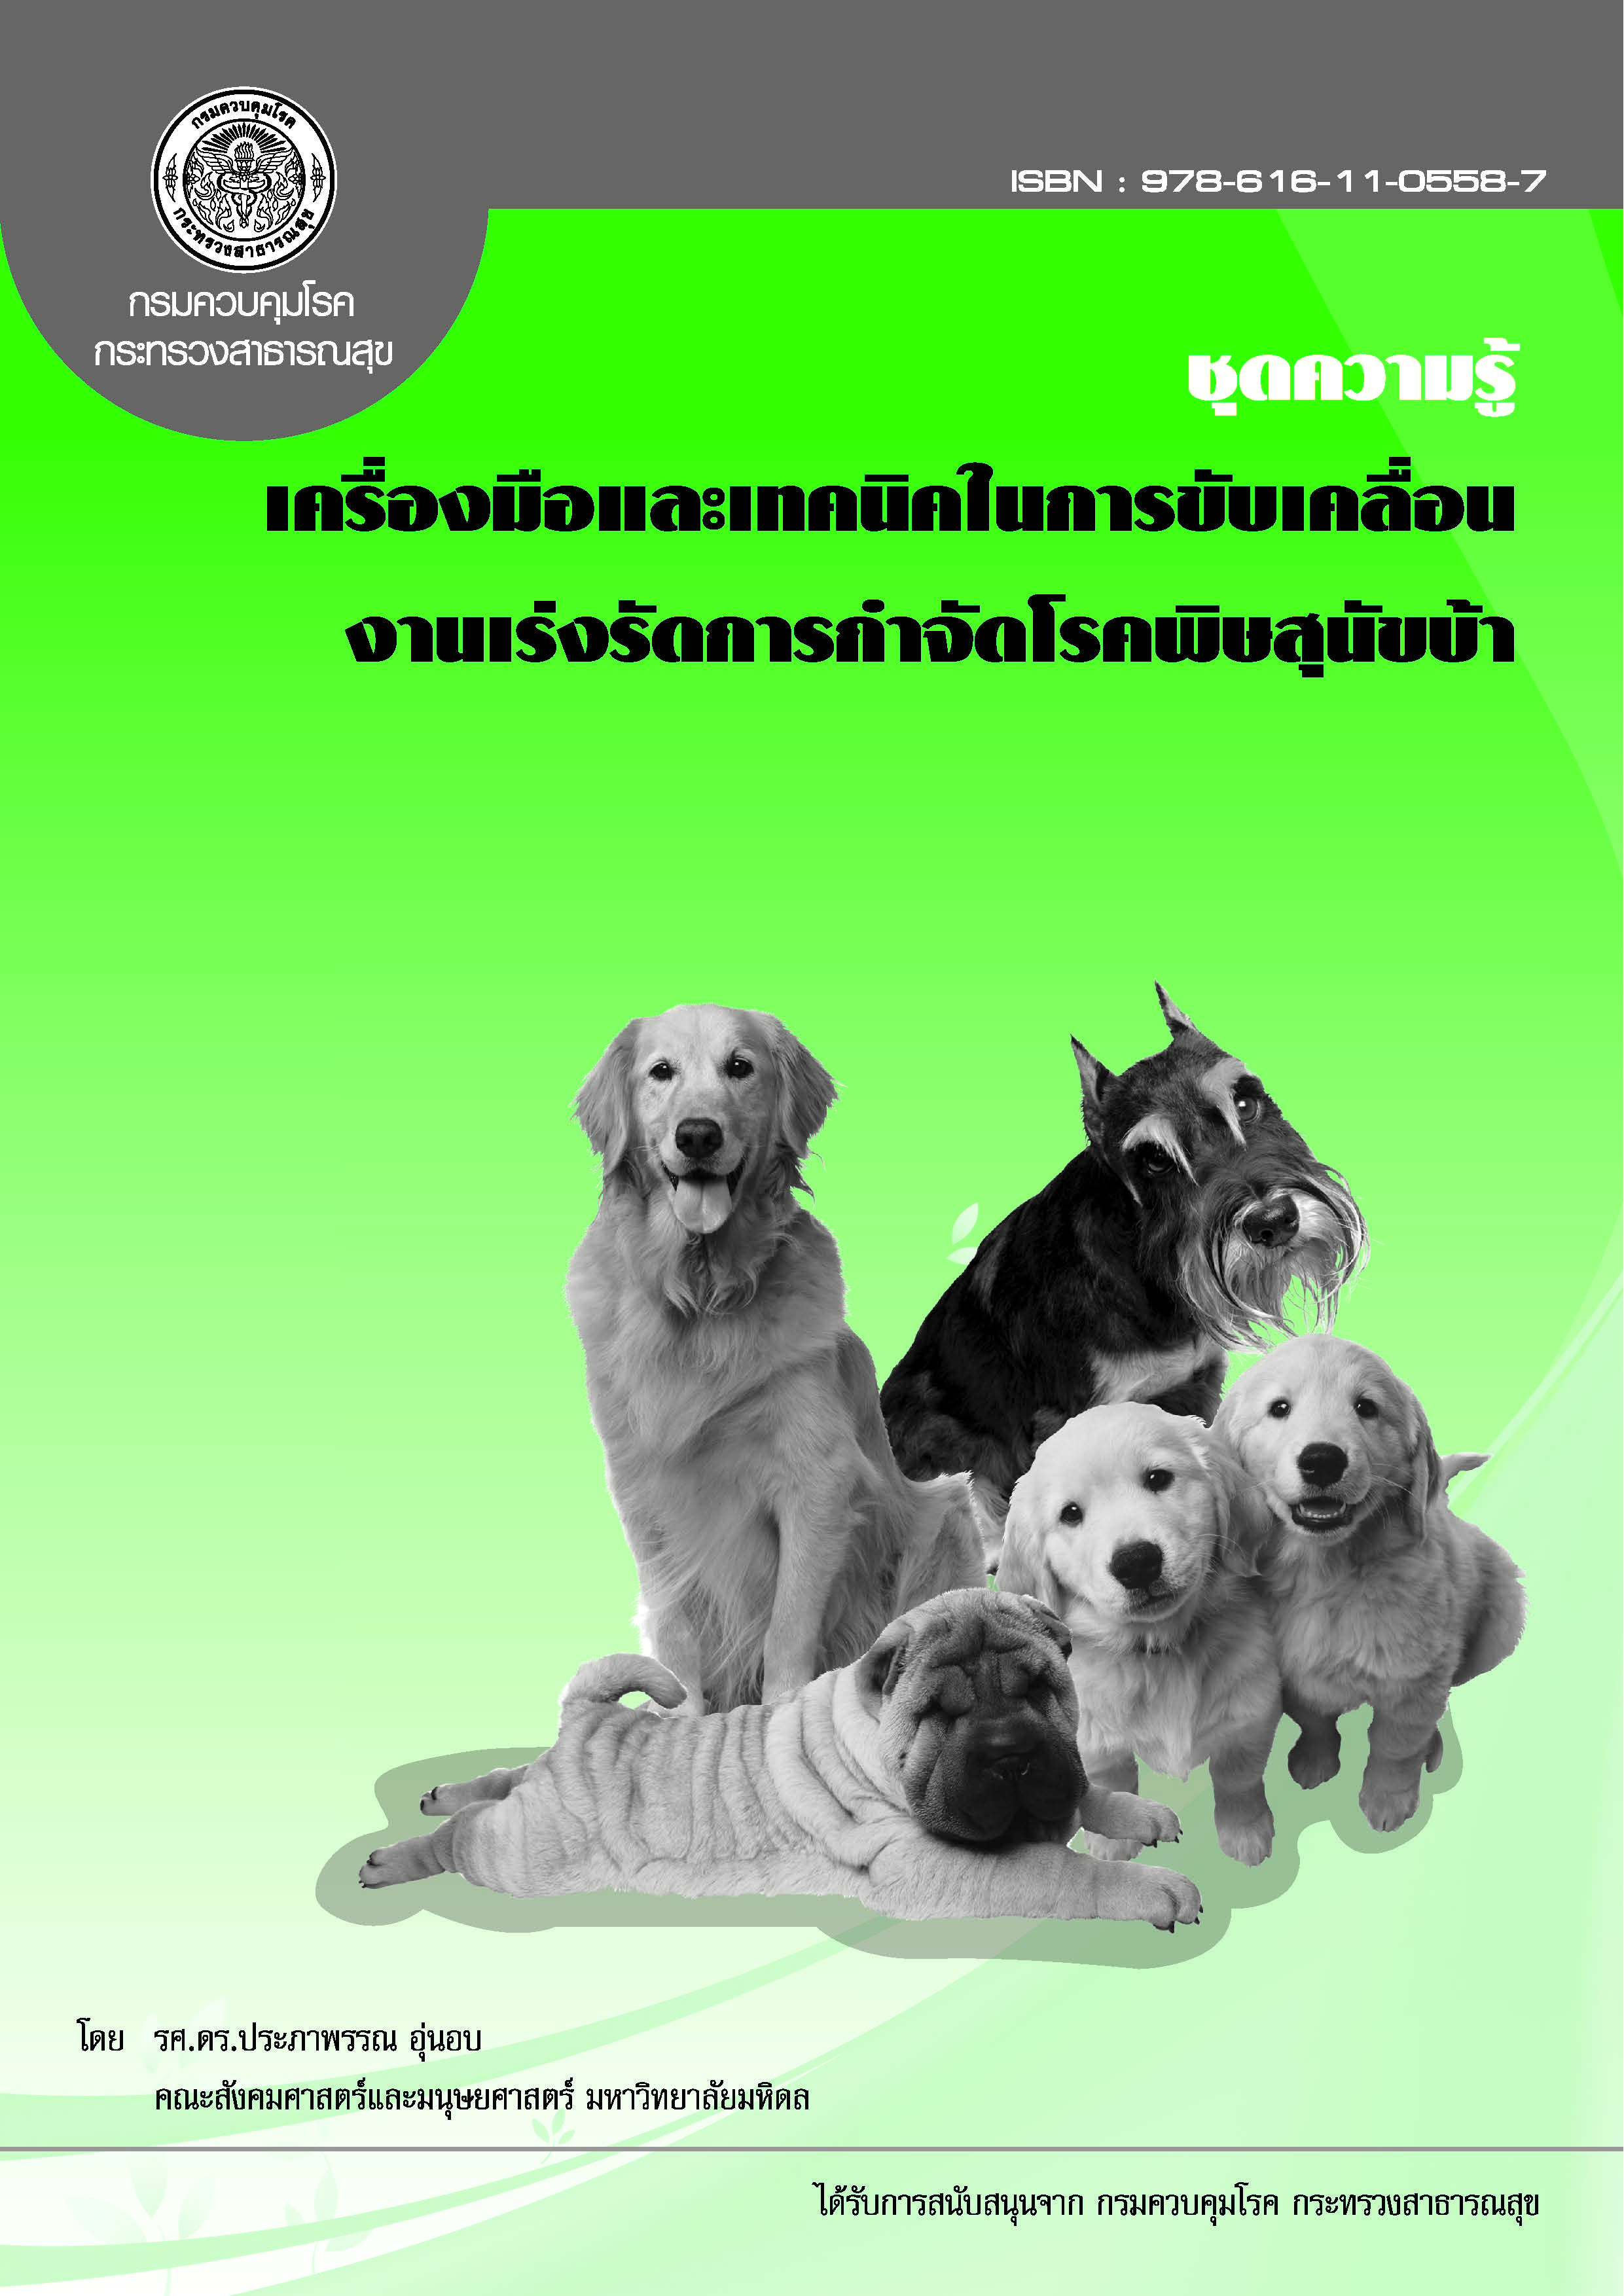 กรมควบคุมโรค
กระทรวงสาธารณสุข
ISBN : 978-616-11-0558-7
กรมควบคุมโรค
กระทรวงสาธารณสุข
ชุดความรู้
เครื่องมือและเทคนิคในการขับเคลื่อน
งานเร่งรัดการกำจัดโรคพิษสุนัขบ้า
โดย รศ.ดร.ประภาพรรณ อุ่นอบ
คณะสังคมศาสตร์และมนุษยศาสตร์ มหาวิทยาลัยมหิดล
ได้รับการสนับสนุนจาก กรมควบคุมโรค กระทรวงสาธารณสุข